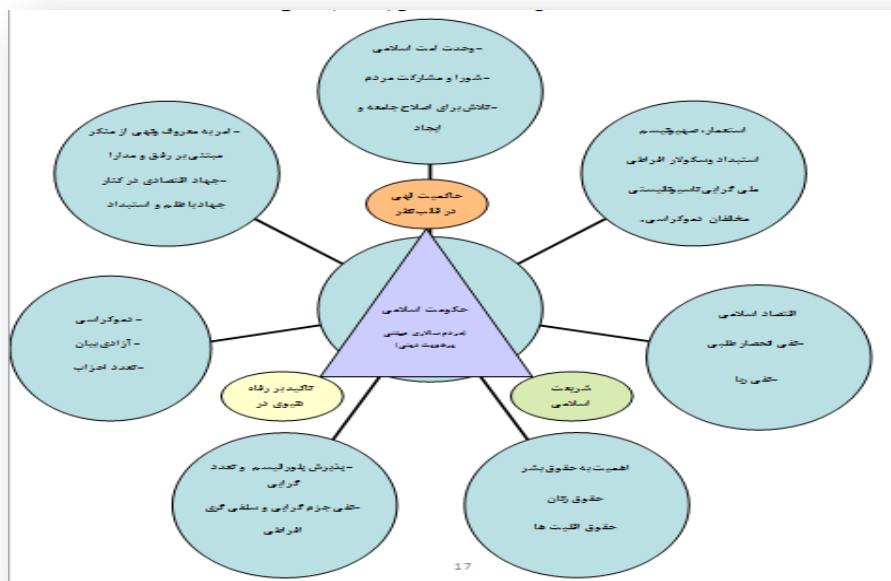 -وحدت امت اسلامی
-شورا و مشارکت مردم
-تلاش برای اصلاح جامعه و
ایجاد
-امر به معروف ونهی از منکر
مبتنی بر رفق و مدارا
-جهاد اقتصادی در کنار
جهاد با ظلم و استبداد
استعمار، صهیونیسم
استبداد وسکولار افراطی
ملی گرایی ناسیونالیستی
مخالفان دموکراسی.
حاکمیت الهی
در قالب نظر
حکومت اسلامی
(مردم سالاری مبتنی
بر هویت دینی)
-دموکراسی
-آزادی بیان
-تعدد احزاب
اقتصاد اسلامی
-نفی انحصار طلبی
-نفی ربا
تاکید بر رفاه
دنیوی در
شریعت
اسلامی
-پذیرش پلورالیسم و تعدد
گرایی
-نفی جزم گرایی و سلفی گری
افراطی
اهمیت به حقوق بشر
حقوق زنان
حقوق اقلیت ها
17